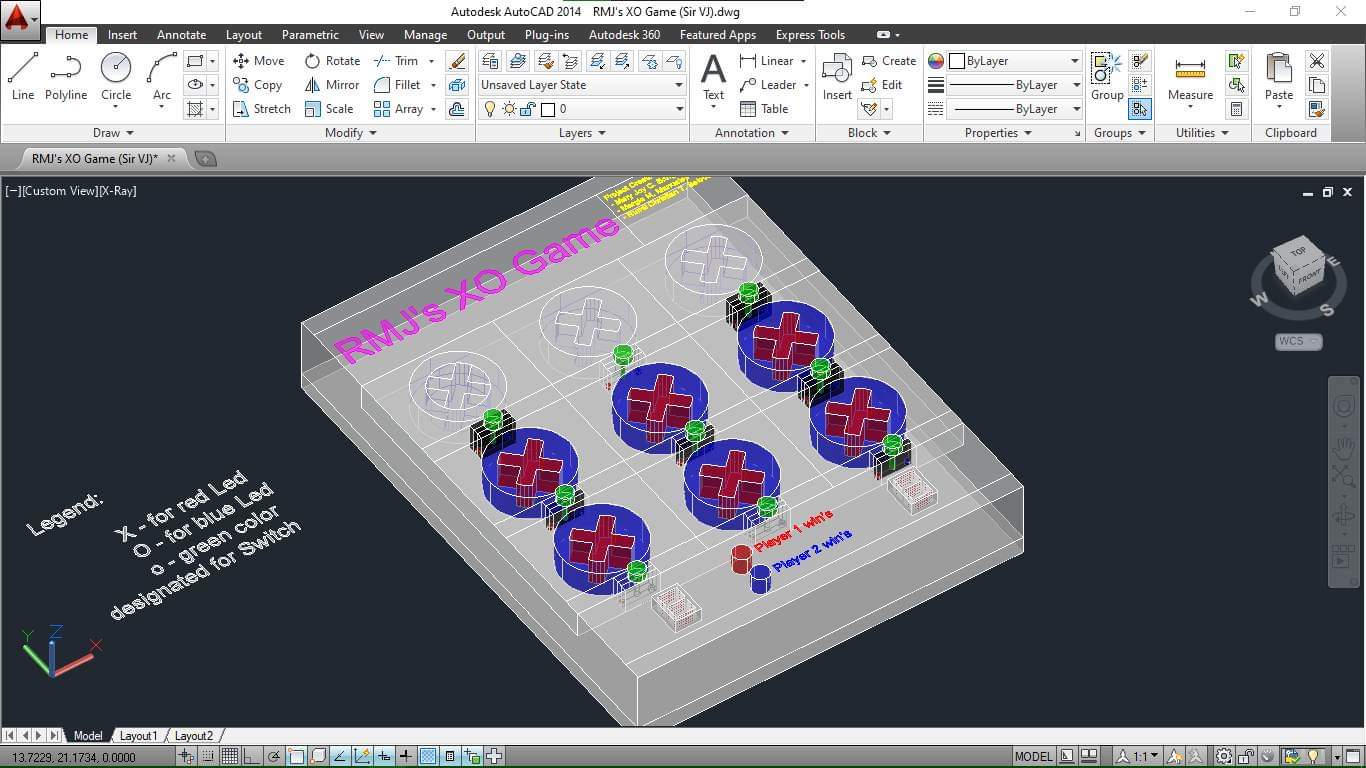 Autodesk AutoCAD 2014 RMJ's XO Game (Sir VJ).dwg
Home Insert Annotate Layout Parametric View Manage Output Plug-ins Autodesk 360 Featured Apps Express Tools
Line Polyline Circle Arc
Move Rotate Trim
Copy Mirror Fillet
Stretch Scale Array
Unsaved Layer State
0
Text
Linear
Leader
Table
Insert
Create
Edit
ByLayer
ByLayer
ByLayer
Group
Measure
Paste
Draw Modify Layers Annotation Block Properties Groups Utilities Clipboard
RMJ's XO Game (Sir VJ)*
[−][Custom View][X-Ray]
Project
- Mary Joy C.
RMJ's XO Game
TOP
FRONT
W
S
E
WCS
Legend:
X - for red Led
O - for blue Led
o - green color
designated for Switch
Player 1 win's
Player 2 win's
Y Z X
Model Layout1 Layout2
13.7229, 21.1734, 0.0000
MODEL
1:1